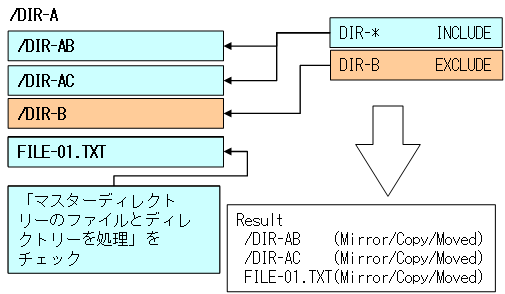 /DIR-A
/DIR-AB
/DIR-AC
/DIR-B
FILE-01.TXT
「マスターディレクト
リーのファイルとディレ
クトリーを処理」を
チェック
DIR-* INCLUDE
DIR-B EXCLUDE
Result
/DIR-AB (Mirror/Copy/Moved)
/DIR-AC (Mirror/Copy/Moved)
FILE-01.TXT(Mirror/Copy/Moved)